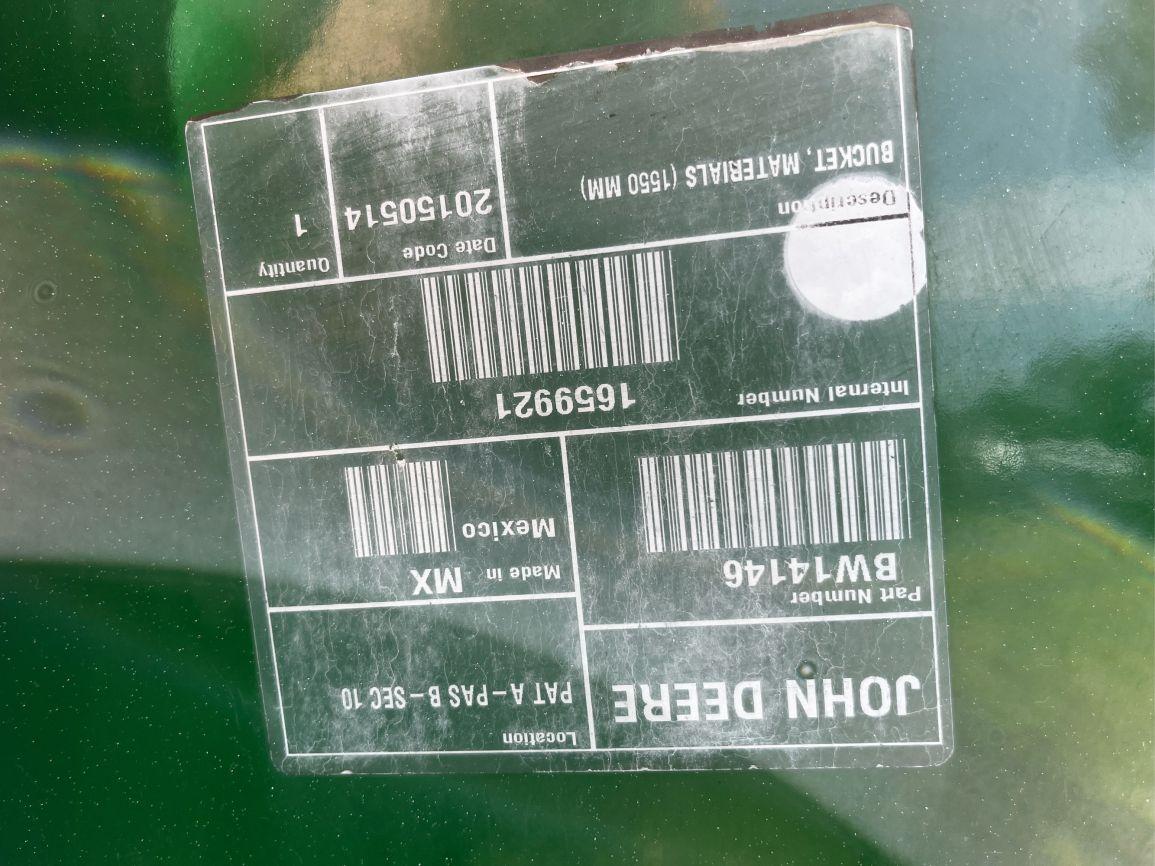 JOHN DEERE
Location
PAT A - PAS B - SEC 10
Part Number
BW14146
Made in MX
Mexico
Internal Number
1659921
Description
BUCKET, MATERIALS (1550 MM)
Date Code
20150514
Quantity
1